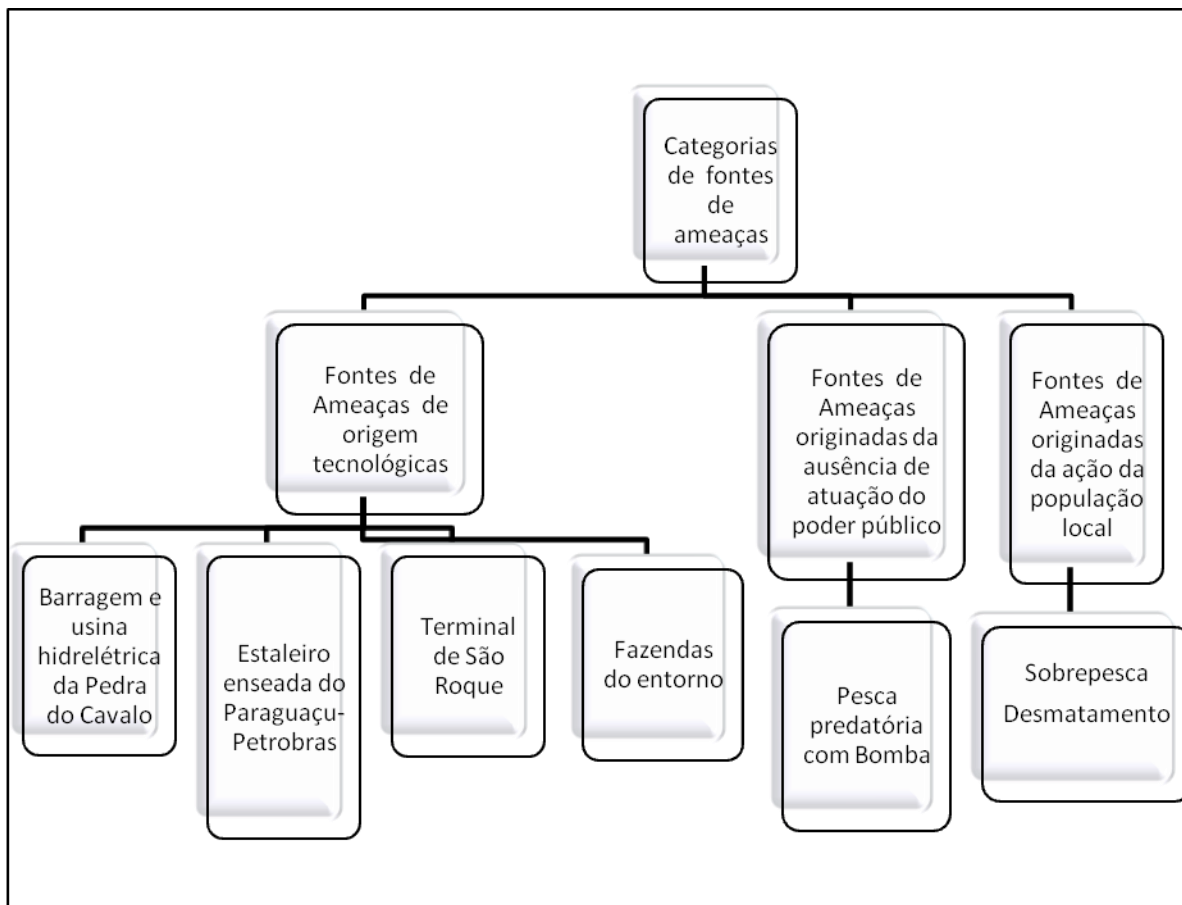 Categorias
de fontes
de
ameaças
Fontes de
Ameaças de
origem
tecnológicas
Fontes de
Ameaças
originadas da
ausência de
atuação do
poder público
Fontes de
Ameaças
originadas
da ação da
população
local
Barragem e
usina
hidrelétrica
da Pedra
do Cavalo
Estaleiro
enseada do
Paraguaçu-
Petrobras
Terminal
de São
Roque
Fazendas
do entorno
Pesca
predatória
com Bomba
Sobrepesca
Desmatamento